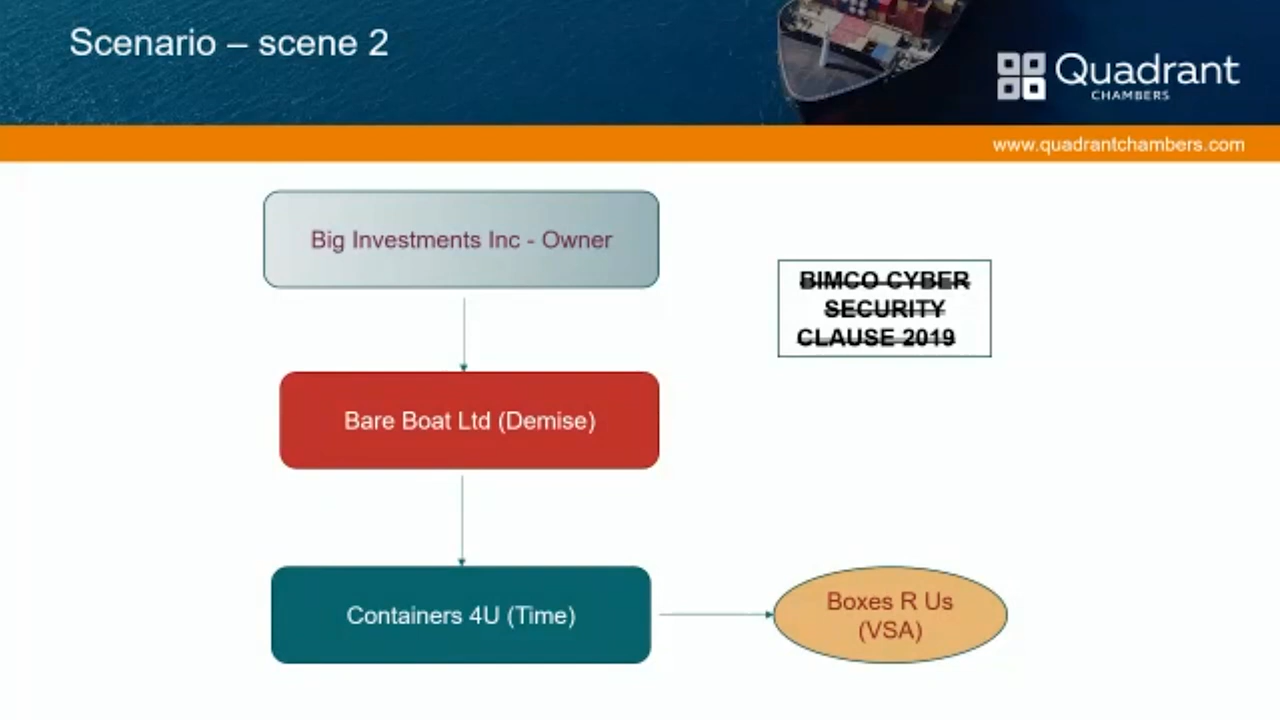 Scenario – scene 2
Quadrant
CHAMBERS
www.quadrantchambers.com
Big Investments Inc - Owner
BIMCO CYBER
SECURITY
CLAUSE 2019
Bare Boat Ltd (Demise)
Containers 4U (Time)
Boxes R Us
(VSA)